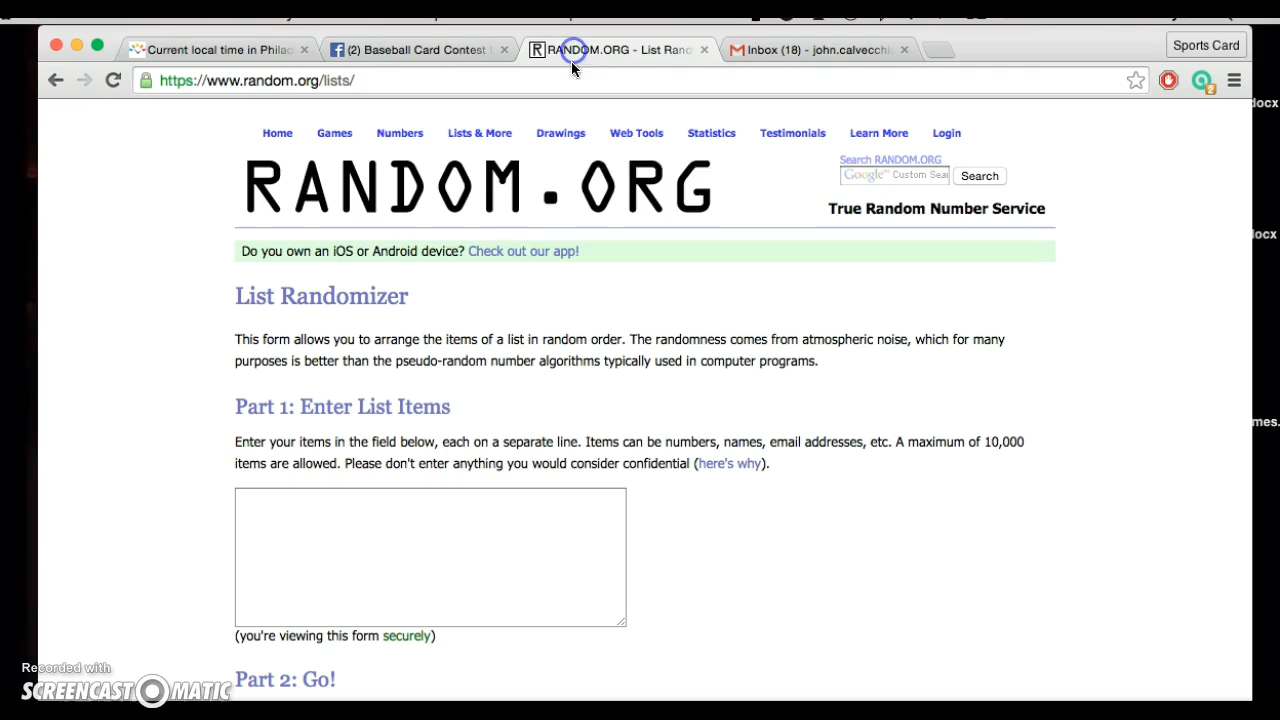 Current local time in Philad
(2) Baseball Card Contest
RANDOM.ORG - List Rand
Inbox (18) - john.calvecchi
Sports Card
https://www.random.org/lists/
2
docx
Home Games Numbers Lists & More Drawings Web Tools Statistics Testimonials Learn More Login
RANDOM.ORG
Search RANDOM.ORG
Google™ Custom Sear
Search
True Random Number Service
docx
Do you own an iOS or Android device? Check out our app!
List Randomizer
This form allows you to arrange the items of a list in random order. The randomness comes from atmospheric noise, which for many
purposes is better than the pseudo-random number algorithms typically used in computer programs.
Part 1: Enter List Items
mes.
Enter your items in the field below, each on a separate line. Items can be numbers, names, email addresses, etc. A maximum of 10,000
items are allowed. Please don't enter anything you would consider confidential (here's why).
(you're viewing this form securely)
Part 2: Go!
Recorded with
SCREENCAST-O-MATIC